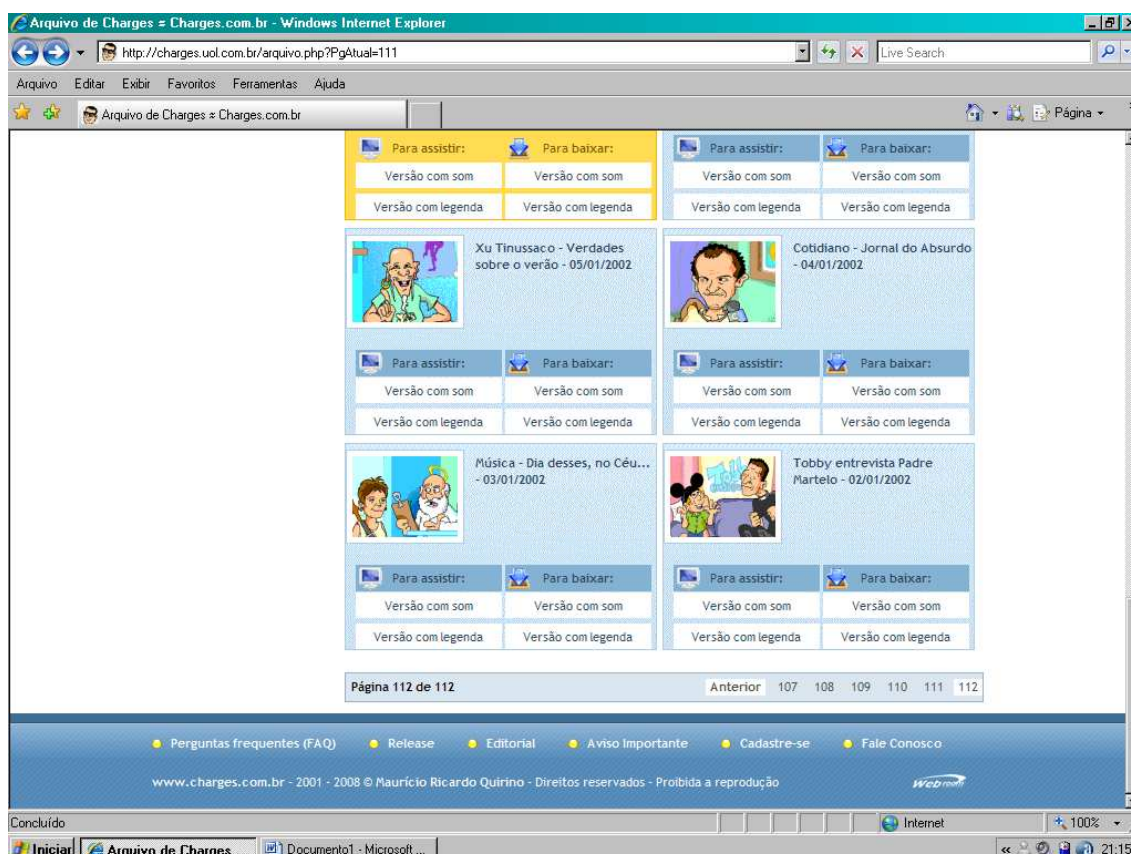 Arquivo de Charges = Charges.com.br - Windows Internet Explorer
http://charges.uol.com.br/arquivo.php?PgAtual=111
Live Search
Arquivo Editar Exibir Favoritos Ferramentas Ajuda
Arquivo de Charges = Charges.com.br
Página
Para assistir: Para baixar: Para assistir: Para baixar:
Versão com som Versão com som Versão com som Versão com som
Versão com legenda Versão com legenda Versão com legenda Versão com legenda
Xu Tinussaco - Verdades
sobre o verão - 05/01/2002
Cotidiano - Jornal do Absurdo
- 04/01/2002
Para assistir: Para baixar: Para assistir: Para baixar:
Versão com som Versão com som Versão com som Versão com som
Versão com legenda Versão com legenda Versão com legenda Versão com legenda
Música - Dia desses, no Céu...
- 03/01/2002
Tobby entrevista Padre
Martelo - 02/01/2002
Para assistir: Para baixar: Para assistir: Para baixar:
Versão com som Versão com som Versão com som Versão com som
Versão com legenda Versão com legenda Versão com legenda Versão com legenda
Página 112 de 112 Anterior 107 108 109 110 111 112
Perguntas frequentes (FAQ) Release Editorial Aviso Importante Cadastre-se Fale Conosco
www.charges.com.br - 2001 - 2008 © Maurício Ricardo Quirino - Direitos reservados - Proibida a reprodução
Concluído Internet 100%
Iniciar Arquivo de Charges ... Documento1 - Microsoft ... 21:15